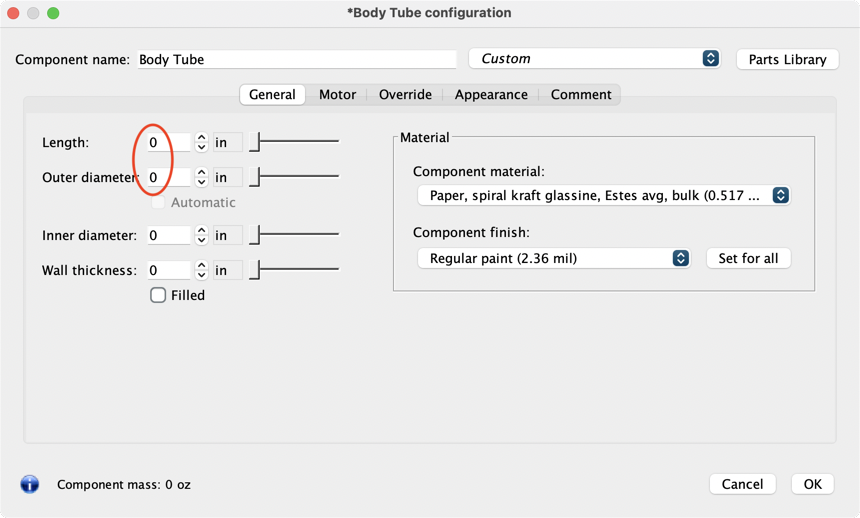 *Body Tube configuration
Component name: Body Tube Custom Parts Library
General Motor Override Appearance Comment
Length: 0 in
Outer diameter: 0 in
Automatic
Inner diameter: 0 in
Wall thickness: 0 in
Filled
Material
Component material:
Paper, spiral kraft glassine, Estes avg, bulk (0.517 ...
Component finish:
Regular paint (2.36 mil) Set for all
Component mass: 0 oz Cancel OK